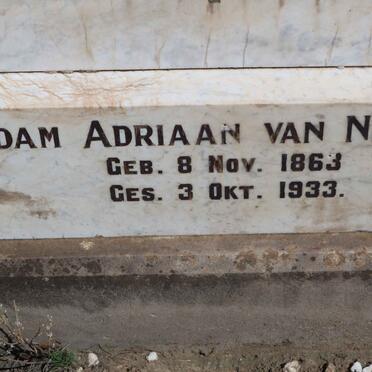 DAM ADRIAAN VAN N
GEB. 8 NOV. 1863
GES. 3 OKT. 1933.